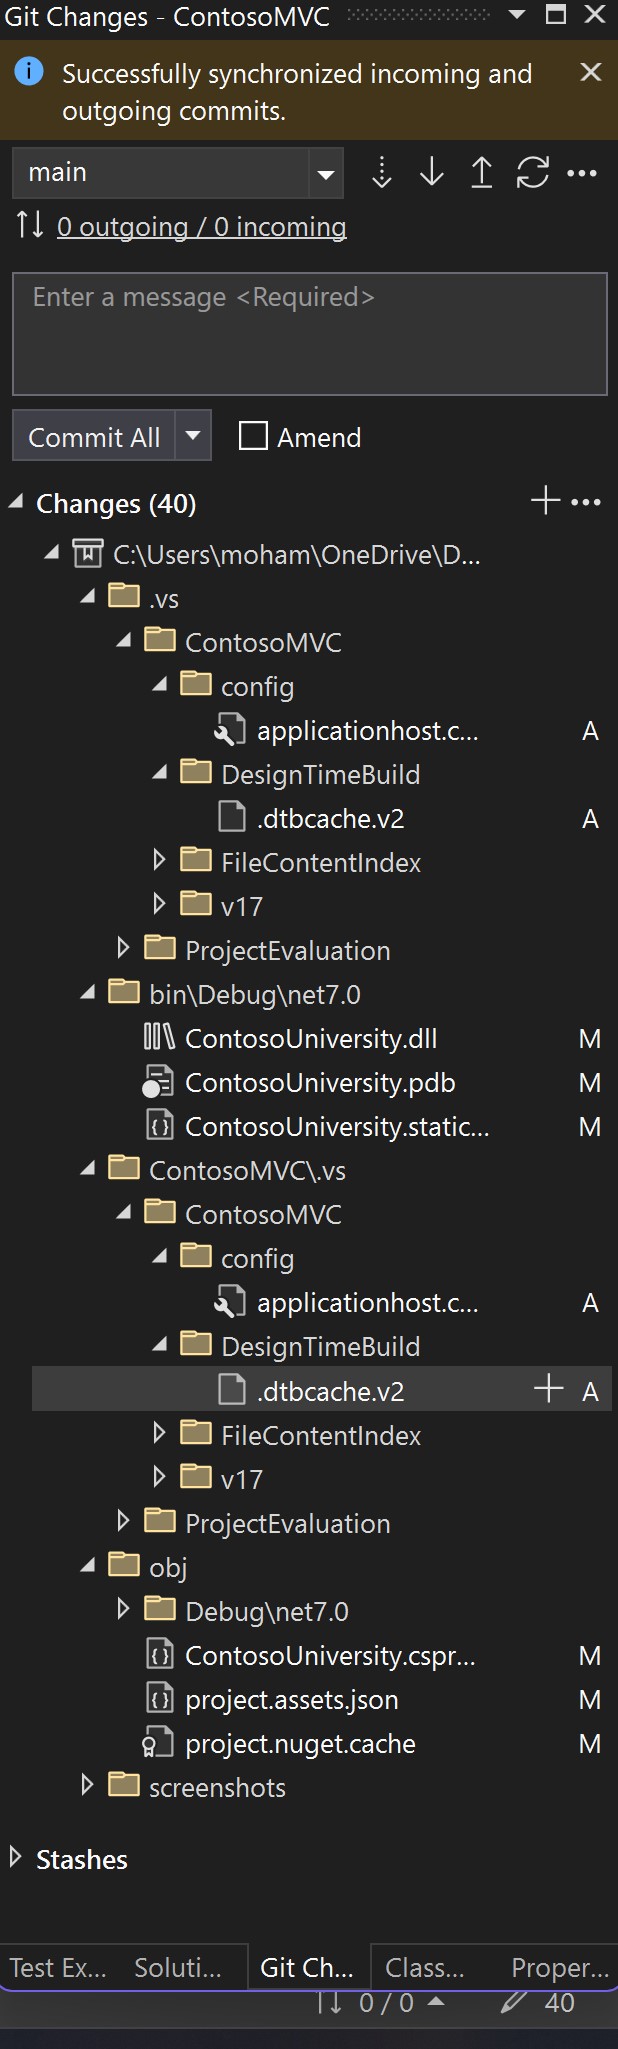 Git Changes - ContosoMVC
Successfully synchronized incoming and
outgoing commits.
main
0 outgoing / 0 incoming
Enter a message <Required>
Commit All
Amend
Changes (40)
C:\Users\moham\OneDrive\D...
.vs
ContosoMVC
config
applicationhost.c... A
DesignTimeBuild
.dtbcache.v2 A
FileContentIndex
v17
ProjectEvaluation
bin\Debug\net7.0
ContosoUniversity.dll M
ContosoUniversity.pdb M
ContosoUniversity.static... M
ContosoMVC\.vs
ContosoMVC
config
applicationhost.c... A
DesignTimeBuild
.dtbcache.v2 A
FileContentIndex
v17
ProjectEvaluation
obj
Debug\net7.0
ContosoUniversity.cspr... M
project.assets.json M
project.nuget.cache M
screenshots
Stashes
Test Ex... Soluti... Git Ch... Class... Proper...
0 / 0 40